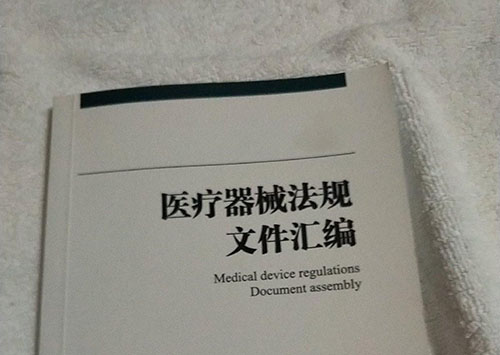 医疗器械法规
文件汇编
Medical device regulations
Document assembly